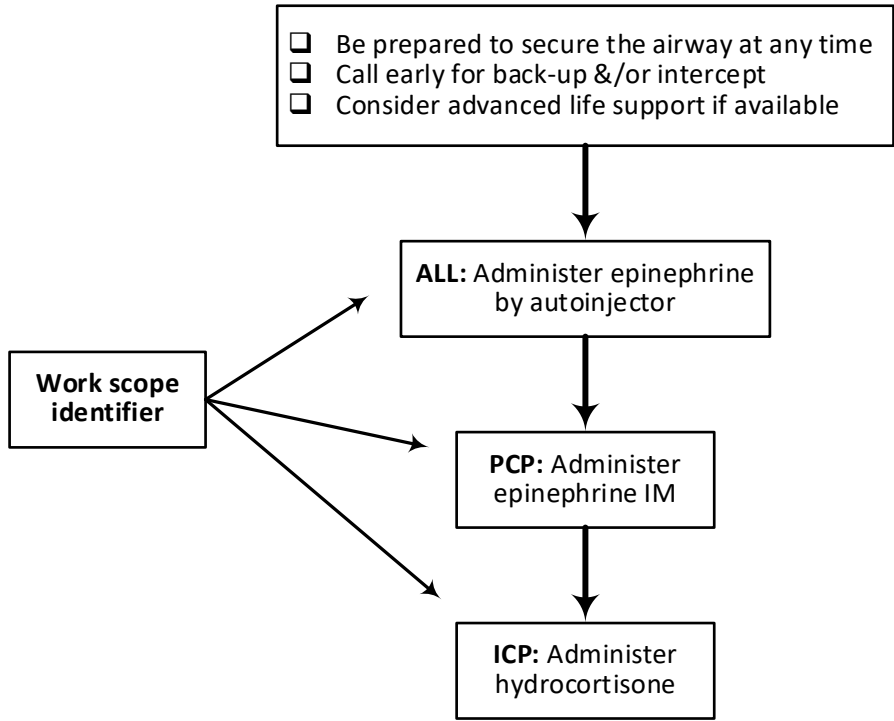 ❑ Be prepared to secure the airway at any time
❑ Call early for back-up &/or intercept
❑ Consider advanced life support if available
ALL: Administer epinephrine
by autoinjector
Work scope
identifier
PCP: Administer
epinephrine IM
ICP: Administer
hydrocortisone